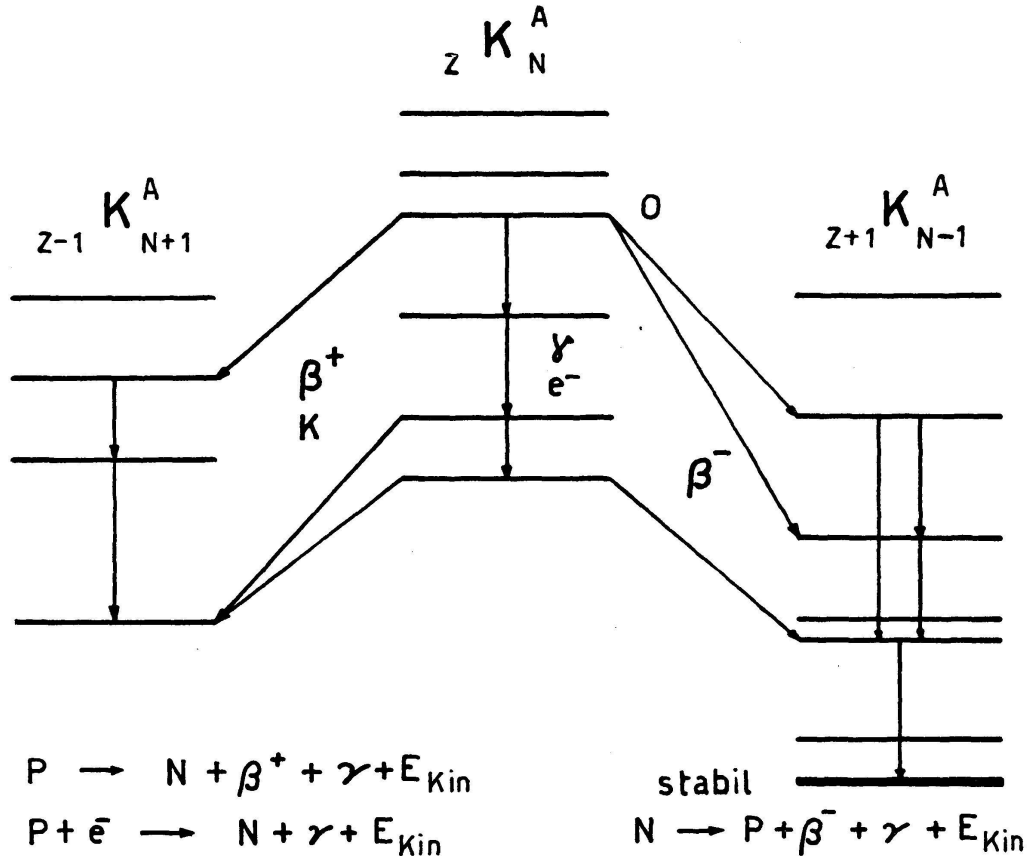 Z K A N
Z-1 K A N+1
O
Z+1 K A N-1
γ
β+
e-
K
β-
P → N + β+ + γ + EKin
stabil
P + e- → N + γ + EKin
N → P + β- + γ + EKin